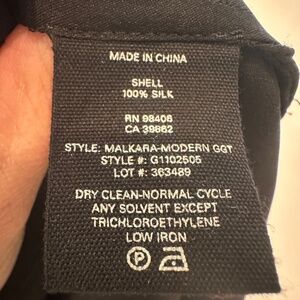 MADE IN CHINA
SHELL
100% SILK
RN 98406
CA 39862
STYLE: MALKARA-MODERN GGT
STYLE #: G1102505
LOT #: 363489
DRY CLEAN-NORMAL CYCLE
ANY SOLVENT EXCEPT
TRICHLOROETHYLENE
LOW IRON
P